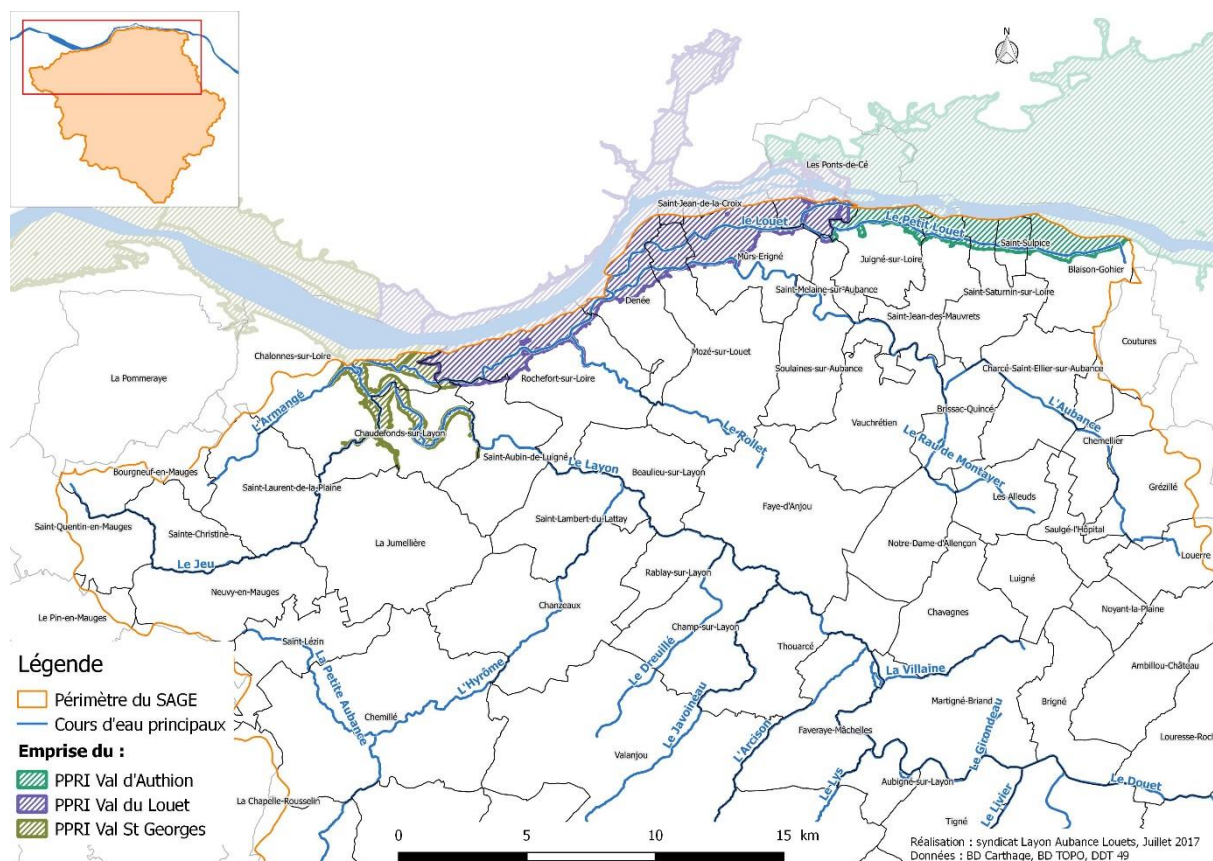 Les Ponts-de-Cé
Saint-Jean-de-la-Croix
le Louet
Le Petit Louet
Saint-Sulpice
Mûrs-Erigné
Juigné-sur-Loire
Blaison-Gohier
Denée
Saint-Melaine-sur-Aubance
Saint-Saturnin-sur-Loire
Saint-Jean-des-Mauvrets
Chalonnes-sur-Loire
La Pommeraye
Mozé-sur-Louet
Coutures
Rochefort-sur-Loire
Soulaines-sur-Aubance
Charcé-Saint-Ellier-sur-Aubance
L'Armangé
Brissac-Quincé
L'Aubance
Vauchrétien
Chaudefonds-sur-Layon
Le Rollet
Le Rau de Montayer
Chemellier
Saint-Aubin-de-Luigné
Le Layon
Bourgneuf-en-Mauges
Beaulieu-sur-Layon
Saint-Laurent-de-la-Plaine
Grézillé
Les Alleuds
Faye-d'Anjou
Saint-Quentin-en-Mauges
Sainte-Christine
Saint-Lambert-du-Lattay
Saulgé-l'Hôpital
La Jumellière
Notre-Dame-d'Allençon
Louerre
Le Jeu
Rablay-sur-Layon
Luigné
Neuvy-en-Mauges
Chanzeaux
Noyant-la-Plaine
Le Pin-en-Mauges
Chavagnes
Champ-sur-Layon
Saint-Lézin
Thouarcé
Le Dreuillé
La Villaine
Ambillou-Château
La Petite Aubance
L'Hyrôme
Le Javoineau
Martigné-Briand
Brigné
Chemillé
L'Arcison
Faveraye-Mâchelles
Le Girondeau
Louresse-Roch
Valanjou
Le Lys
Aubigné-sur-Layon
Le Douet
La Chapelle-Rousselin
Le Livier
Tigné
Légende
Périmètre du SAGE
Cours d'eau principaux
Emprise du :
PPRI Val d'Authion
PPRI Val du Louet
PPRI Val St Georges
0 5 10 15 km
Réalisation : syndicat Layon Aubance Louets, Juillet 2017
Données : BD Carthage, BD TOPO, DDT 49